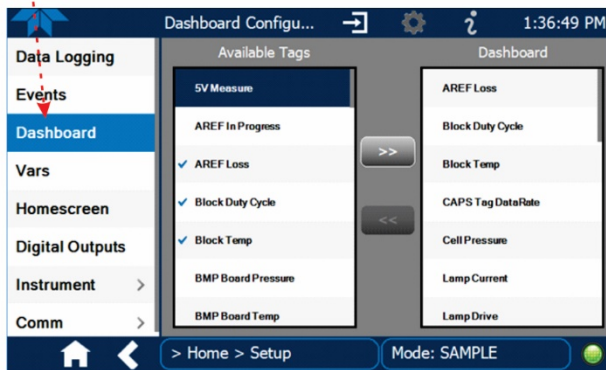 Dashboard Configu... 1:36:49 PM
Data Logging
Events
Dashboard
Vars
Homescreen
Digital Outputs
Instrument >
Comm >
Available Tags
5V Measure
AREF In Progress
✓ AREF Loss
✓ Block Duty Cycle
✓ Block Temp
BMP Board Pressure
BMP Board Temp
>>
<<
Dashboard
AREF Loss
Block Duty Cycle
Block Temp
CAPS Tag DataRate
Cell Pressure
Lamp Current
Lamp Drive
> Home > Setup
Mode: SAMPLE